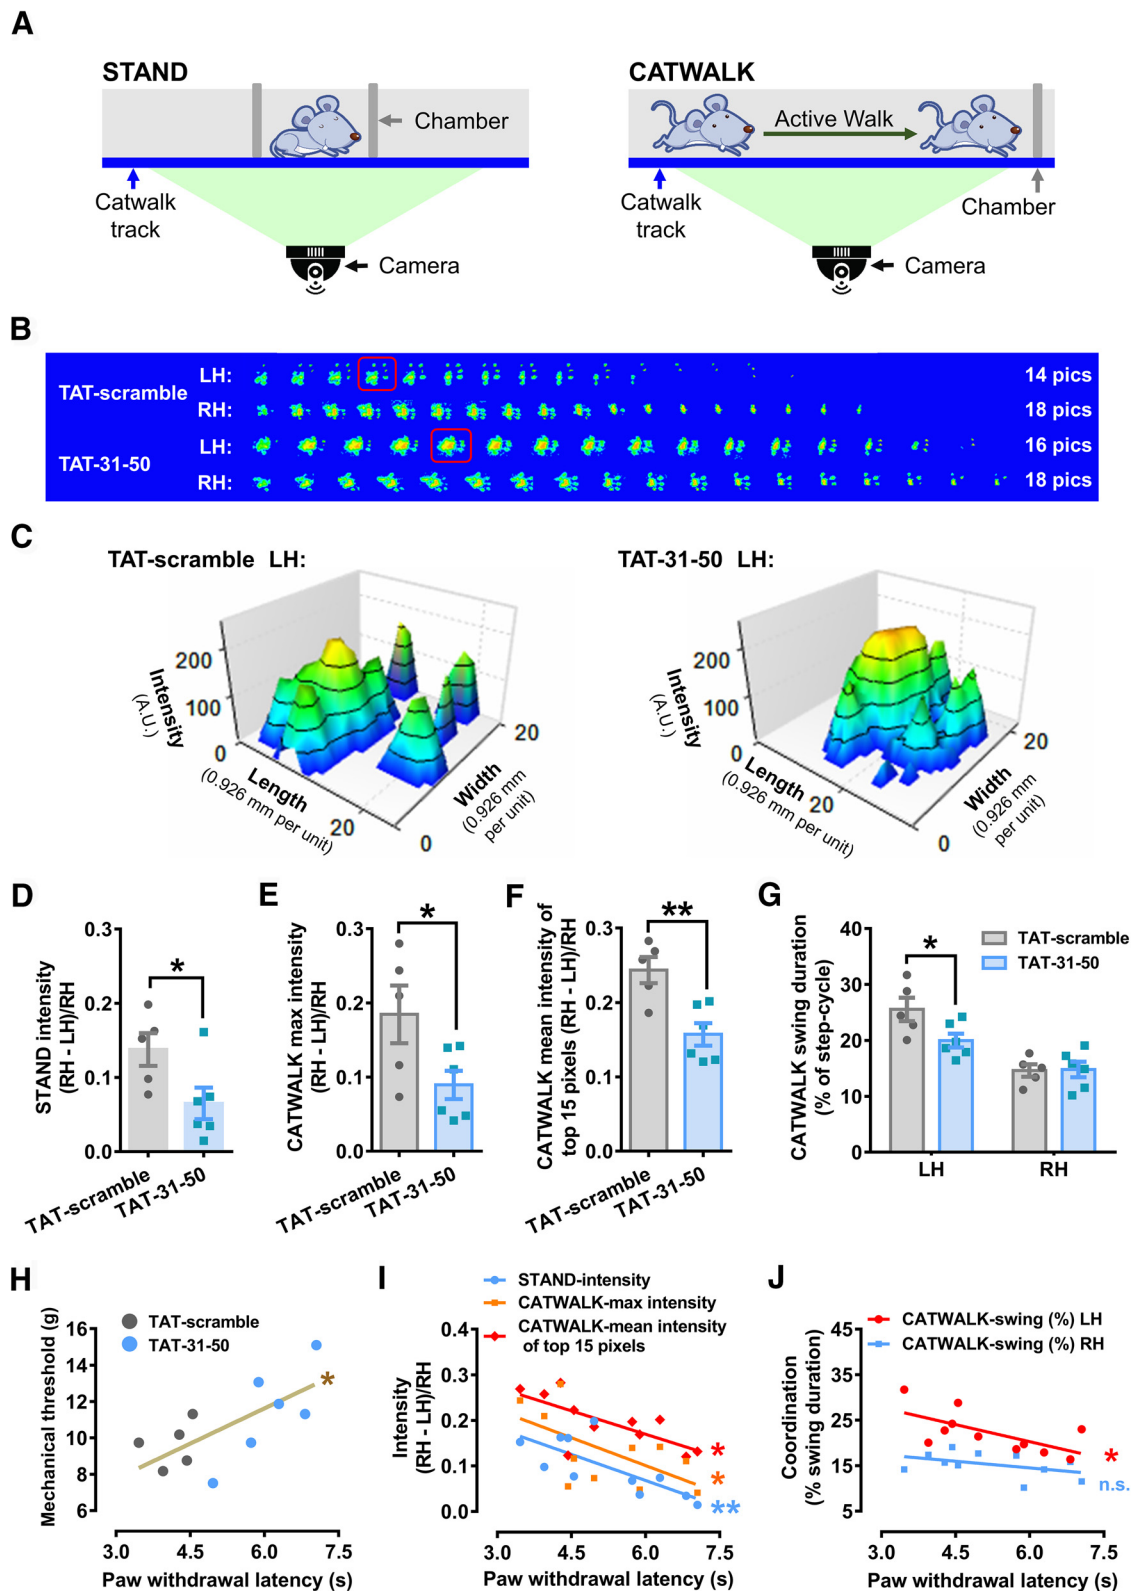 A
STAND
CATWALK
Chamber
Active Walk
Catwalk
track
Camera
Catwalk
track
Chamber
Camera
B
TAT-scramble
LH:
14 pics
RH:
18 pics
TAT-31-50
LH:
16 pics
RH:
18 pics
C
TAT-scramble LH:
TAT-31-50 LH:
Intensity
(A.U.)
200
100
0
0
Length
(0.926 mm per unit)
20
0
Width
(0.926 mm
per unit)
20
Intensity
(A.U.)
200
100
0
0
Length
(0.926 mm per unit)
20
0
Width
(0.926 mm
per unit)
20
D
STAND intensity
(RH - LH)/RH
0.3
0.2
0.1
0.0
*
TAT-scramble
TAT-31-50
E
CATWALK max intensity
(RH - LH)/RH
0.3
0.2
0.1
0.0
*
TAT-scramble
TAT-31-50
F
CATWALK mean intensity of
top 15 pixels (RH - LH)/RH
0.3
0.2
0.1
0.0
**
TAT-scramble
TAT-31-50
G
CATWALK swing duration
(% of step-cycle)
40
30
20
10
0
*
TAT-scramble
TAT-31-50
LH
RH
H
TAT-scramble
TAT-31-50
Mechanical threshold (g)
16
14
12
10
8
6
*
3.0 4.5 6.0 7.5
Paw withdrawal latency (s)
I
STAND-intensity
CATWALK-max intensity
CATWALK-mean intensity
of top 15 pixels
Intensity
(RH - LH)/RH
0.4
0.3
0.2
0.1
0.0
*
*
**
3.0 4.5 6.0 7.5
Paw withdrawal latency (s)
J
CATWALK-swing (%) LH
CATWALK-swing (%) RH
Coordination
(% swing duration)
45
35
25
15
5
*
n.s.
3.0 4.5 6.0 7.5
Paw withdrawal latency (s)